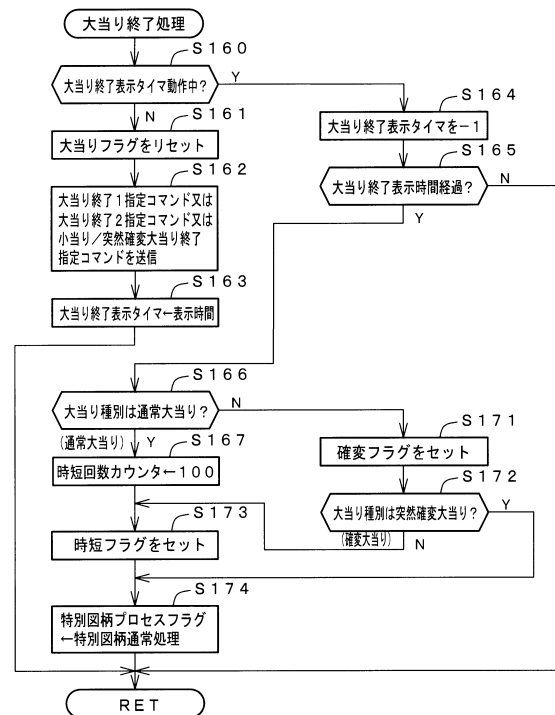 大当り終了処理
S160
大当り終了表示タイマ動作中?
Y
N
S161
大当りフラグをリセット
S162
大当り終了1指定コマンド又は
大当り終了2指定コマンド又は
小当り/突然確変大当り終了
指定コマンドを送信
S163
大当り終了表示タイマ←表示時間
S164
大当り終了表示タイマを-1
S165
大当り終了表示時間経過?
N
Y
S166
大当り種別は通常大当り?
N
(通常大当り) Y
S167
時短回数カウンタ←100
S171
確変フラグをセット
S172
大当り種別は突然確変大当り?
Y
(確変大当り) N
S173
時短フラグをセット
S174
特別図柄プロセスフラグ
←特別図柄通常処理
RET